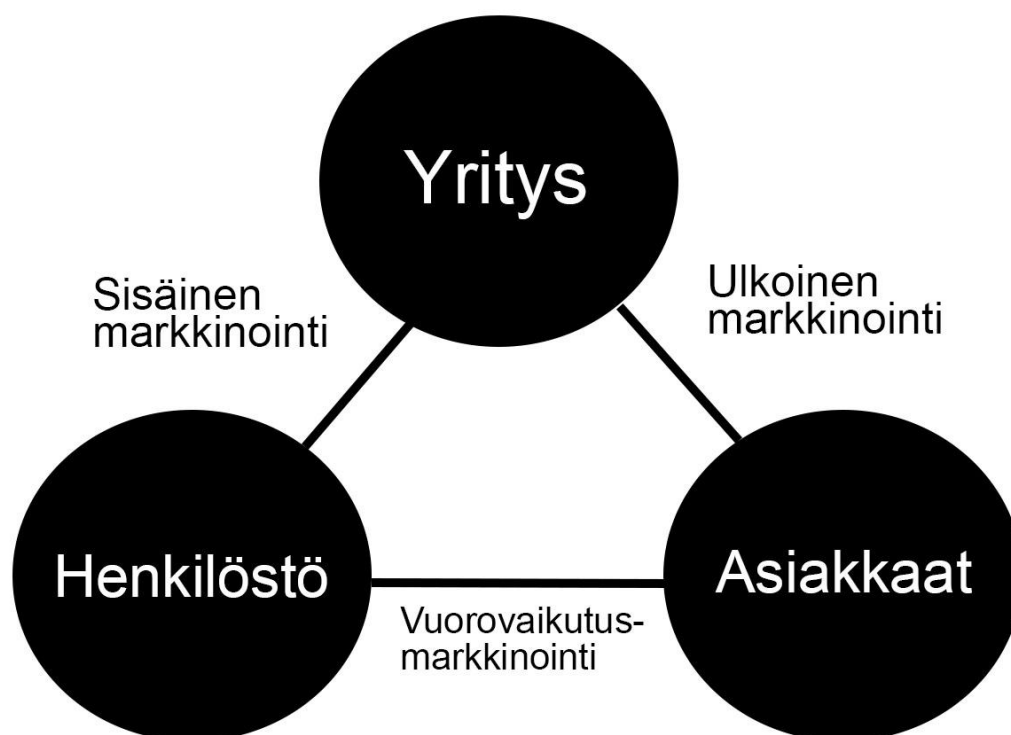 Yritys
Sisäinen
markkinointi
Ulkoinen
markkinointi
Henkilöstö
Asiakkaat
Vuorovaikutus-
markkinointi